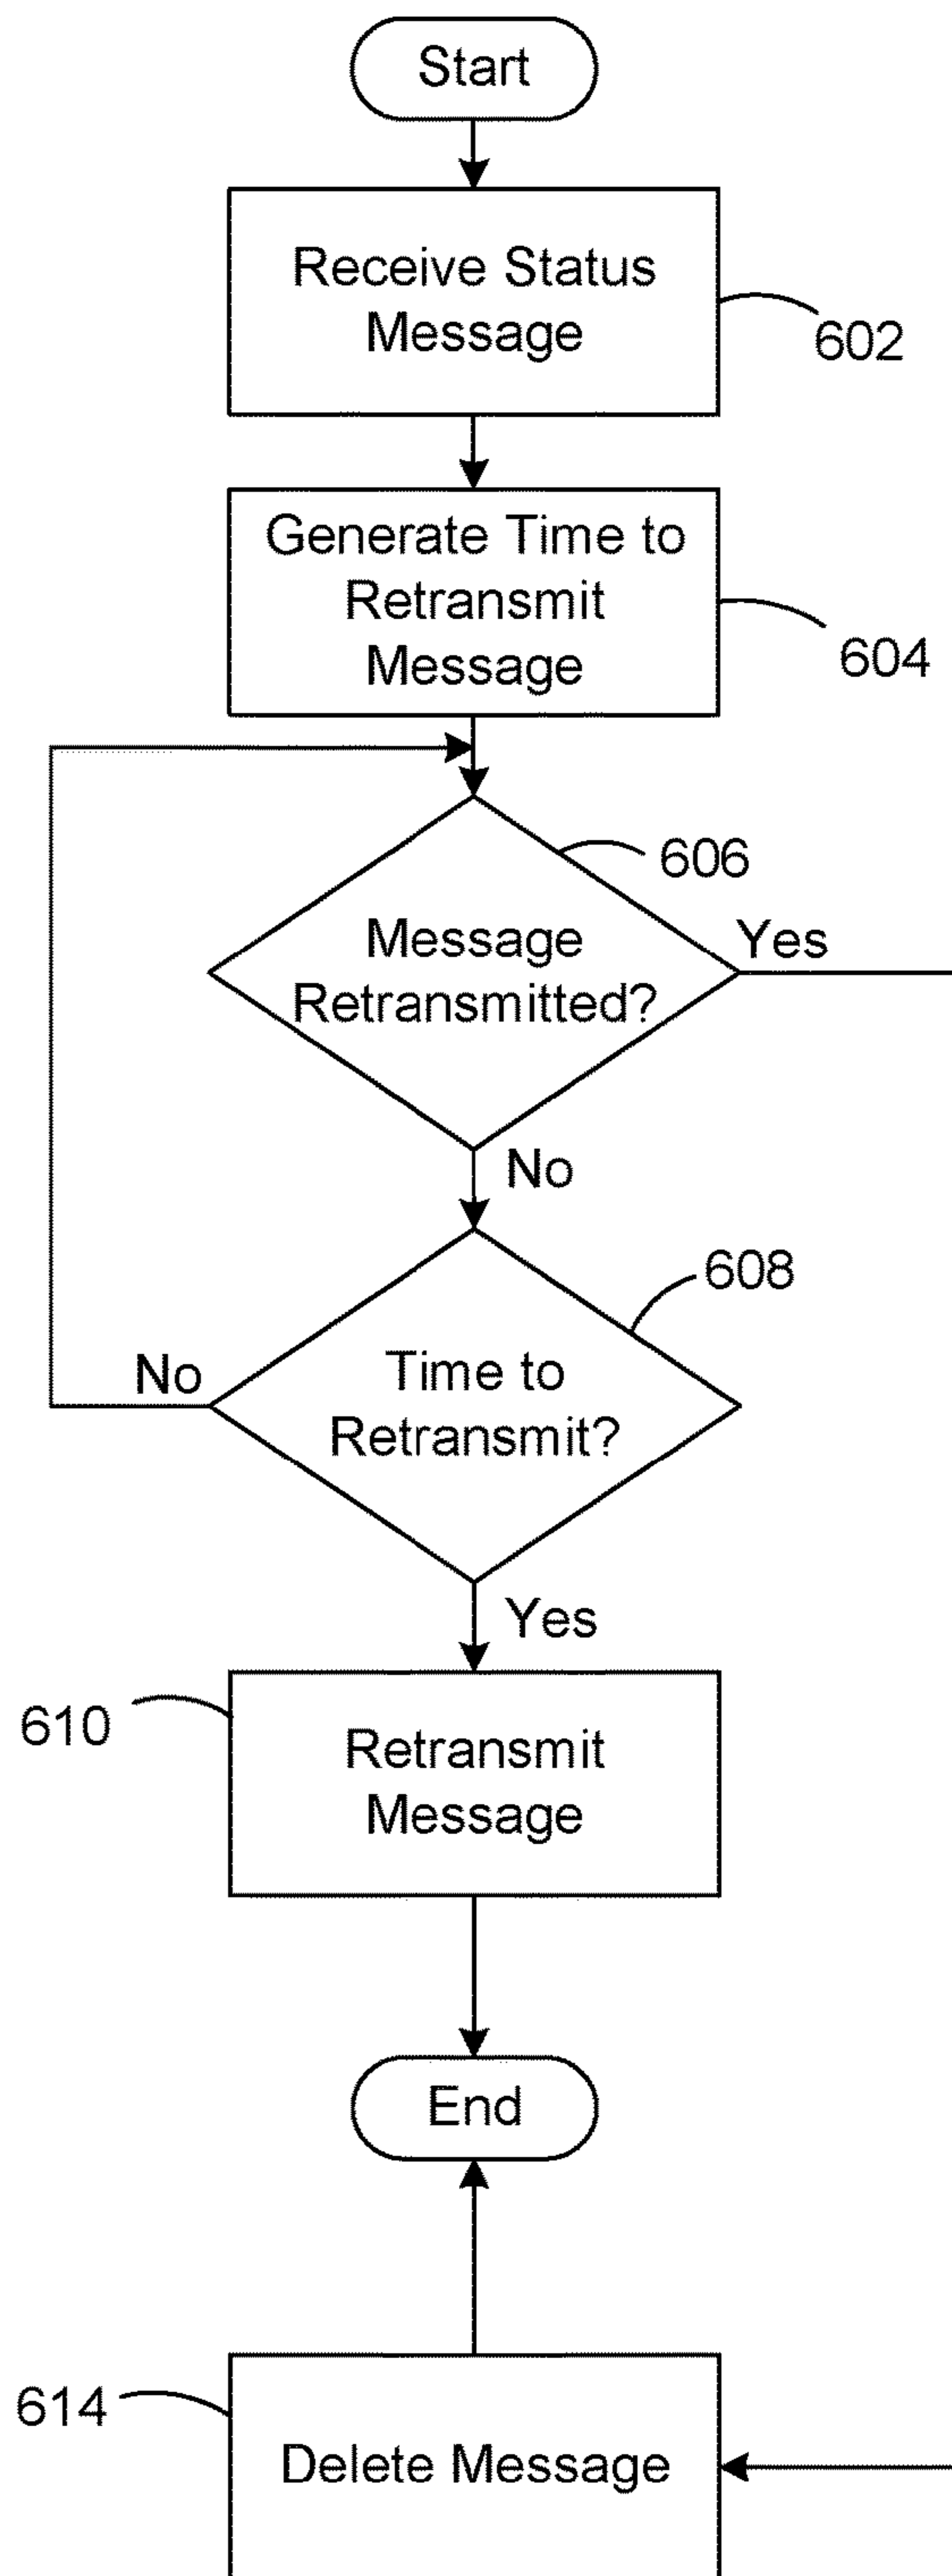 Start
Receive Status
Message
602
Generate Time to
Retransmit
Message
604
606
Message
Retransmitted?
Yes
No
608
Time to
Retransmit?
No
Yes
610
Retransmit
Message
End
614
Delete Message